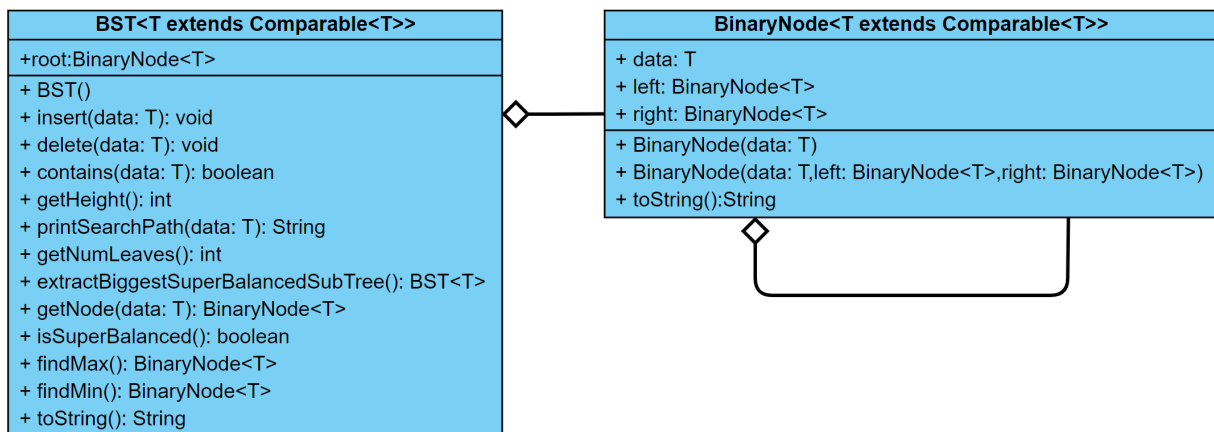 BST<T extends Comparable<T>>
+root:BinaryNode<T>
+ BST()
+ insert(data: T): void
+ delete(data: T): void
+ contains(data: T): boolean
+ getHeight(): int
+ printSearchPath(data: T): String
+ getNumLeaves(): int
+ extractBiggestSuperBalancedSubTree(): BST<T>
+ getNode(data: T): BinaryNode<T>
+ isSuperBalanced(): boolean
+ findMax(): BinaryNode<T>
+ findMin(): BinaryNode<T>
+ toString(): String
BinaryNode<T extends Comparable<T>>
+ data: T
+ left: BinaryNode<T>
+ right: BinaryNode<T>
+ BinaryNode(data: T)
+ BinaryNode(data: T,left: BinaryNode<T>,right: BinaryNode<T>)
+ toString():String